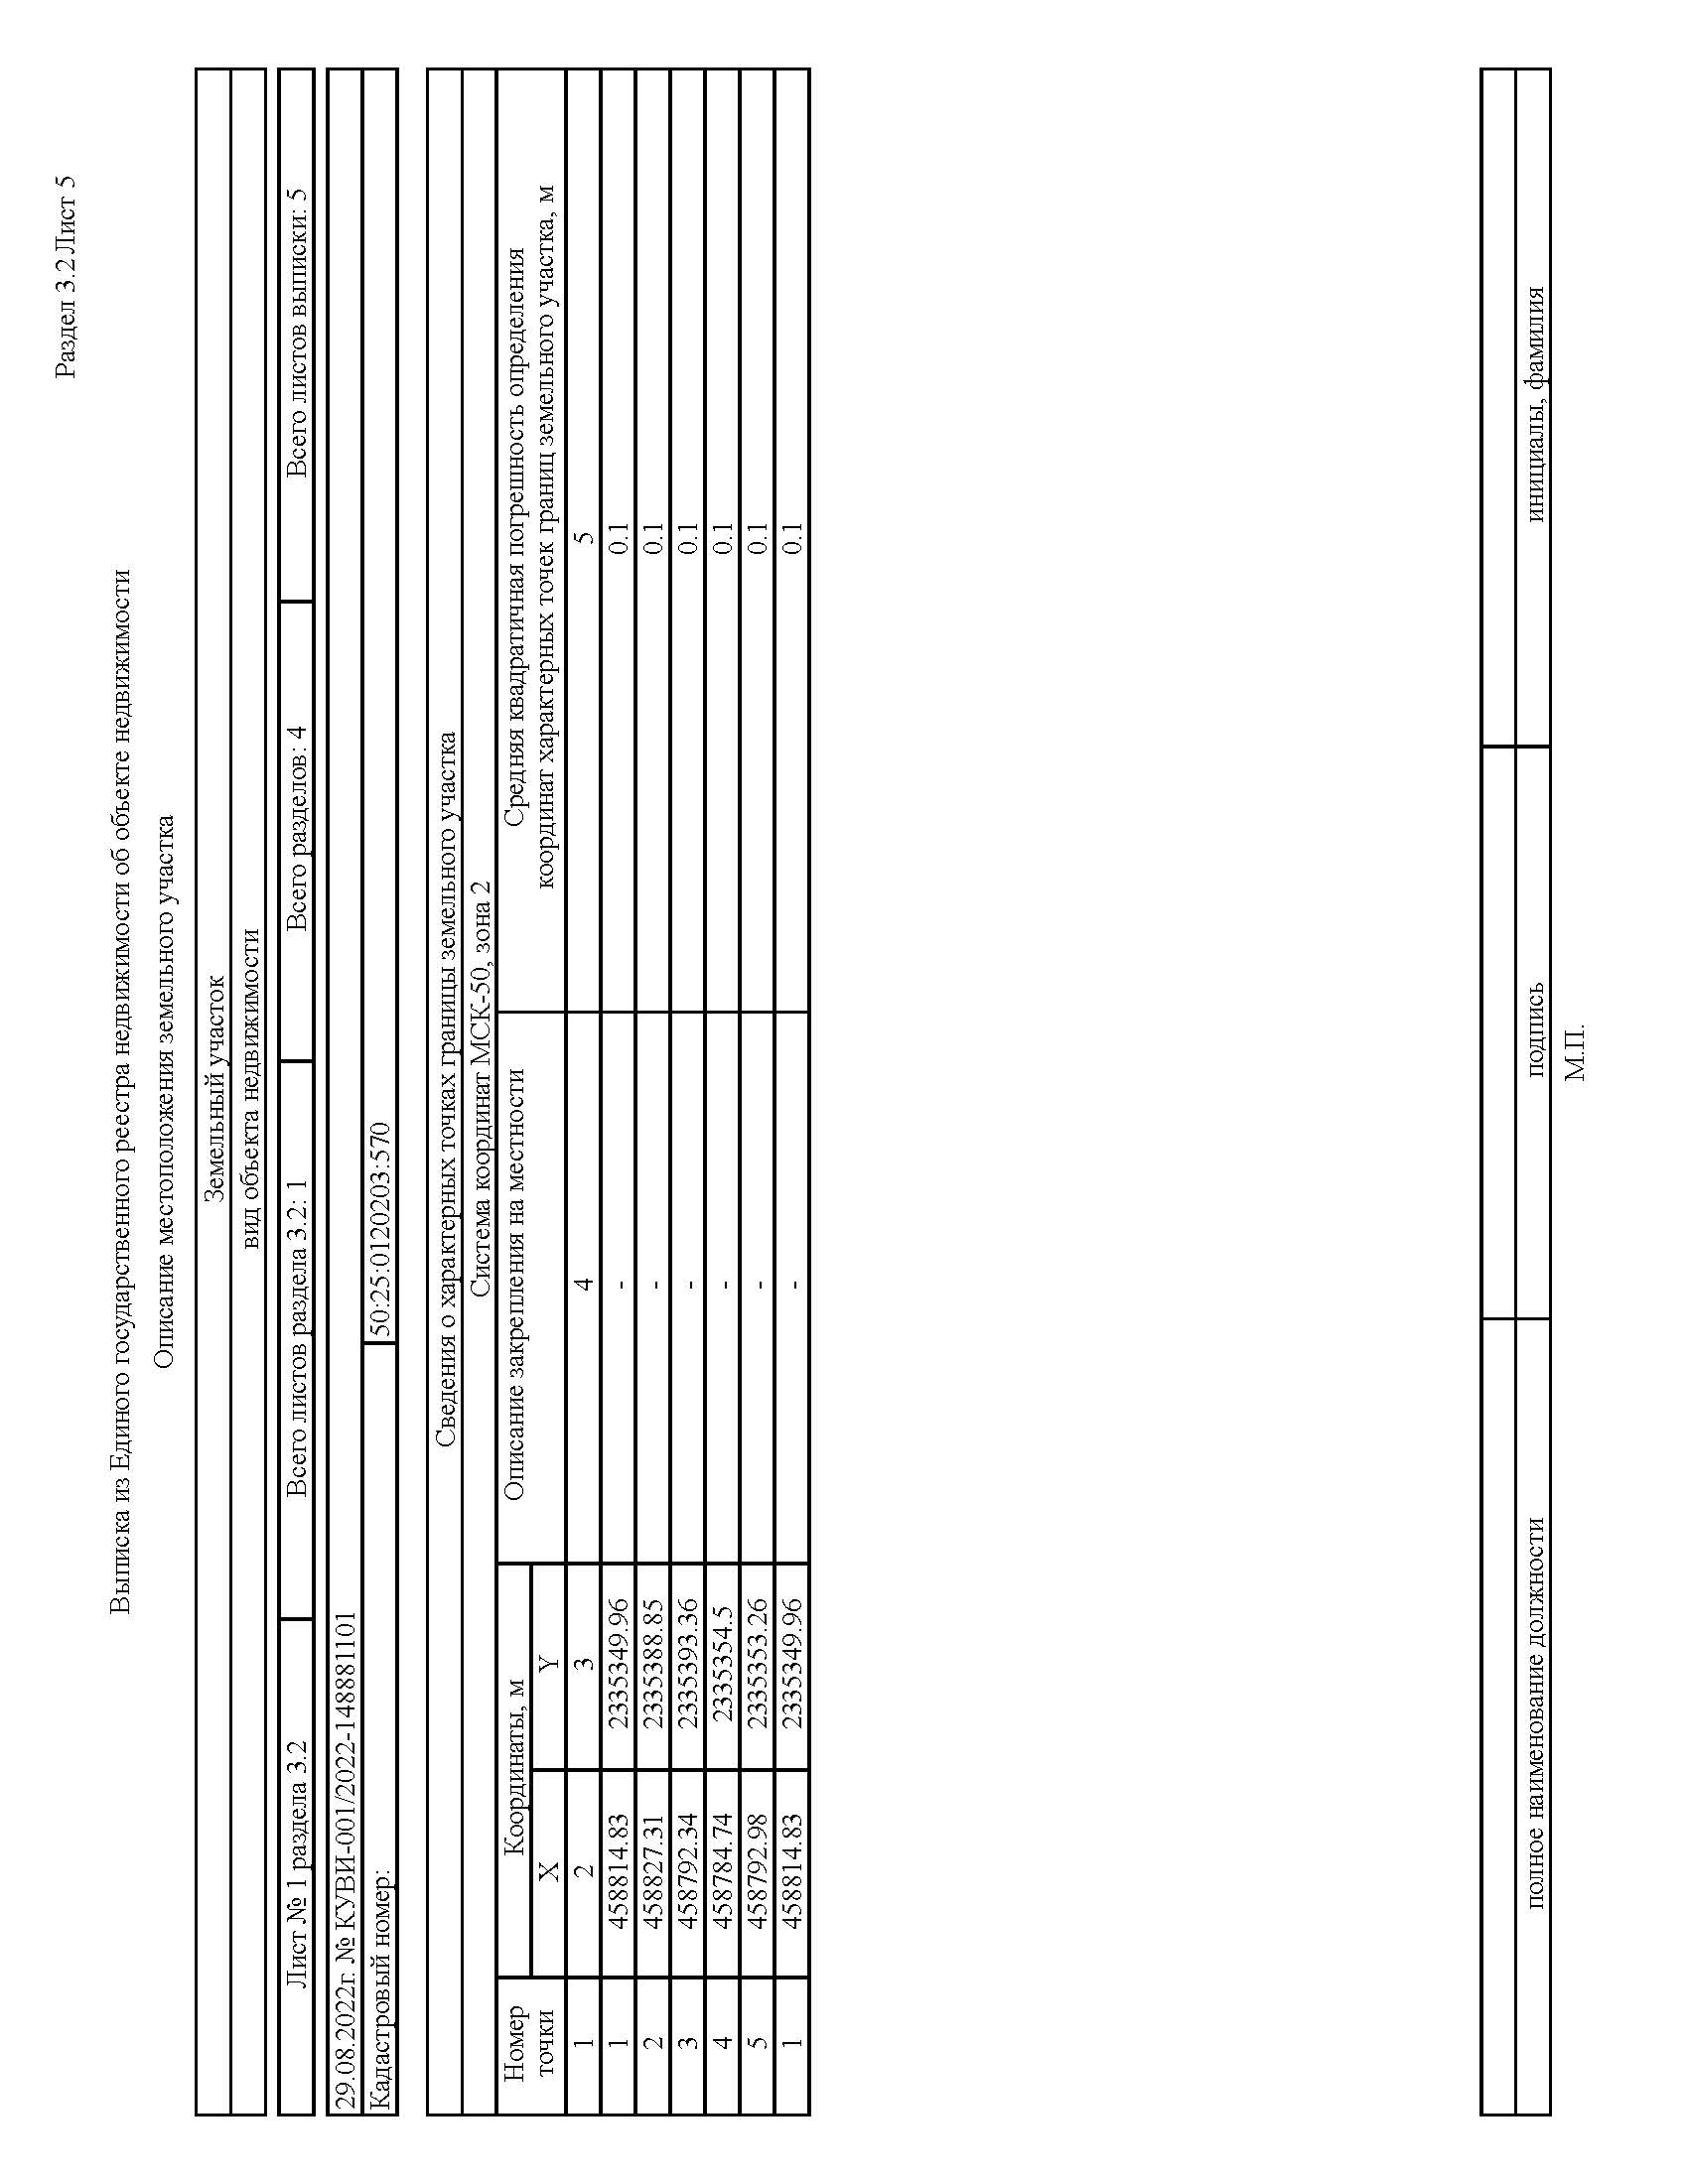 Раздел 3.2 Лист 5
Выписка из Единого государственного реестра недвижимости об объекте недвижимости
Описание местоположения земельного участка
Земельный участок
вид объекта недвижимости
Лист № 1 раздела 3.2 Всего листов раздела 3.2: 1 Всего разделов: 4 Всего листов выписки: 5
29.08.2022г. № КУВИ-001/2022-148881101
Кадастровый номер: 50:25:0120203:570
Сведения о характерных точках границы земельного участка
Система координат МСК-50, зона 2
Номер точки Координаты, м Описание закрепления на местности Средняя квадратичная погрешность определения
координат характерных точек границ земельного участка, м
X Y
1 2 3 4 5
1 458814.83 2335349.96 - 0.1
2 458827.31 2335388.85 - 0.1
3 458792.34 2335393.36 - 0.1
4 458784.74 2335354.5 - 0.1
5 458792.98 2335353.26 - 0.1
1 458814.83 2335349.96 - 0.1
полное наименование должности подпись инициалы, фамилия
М.П.